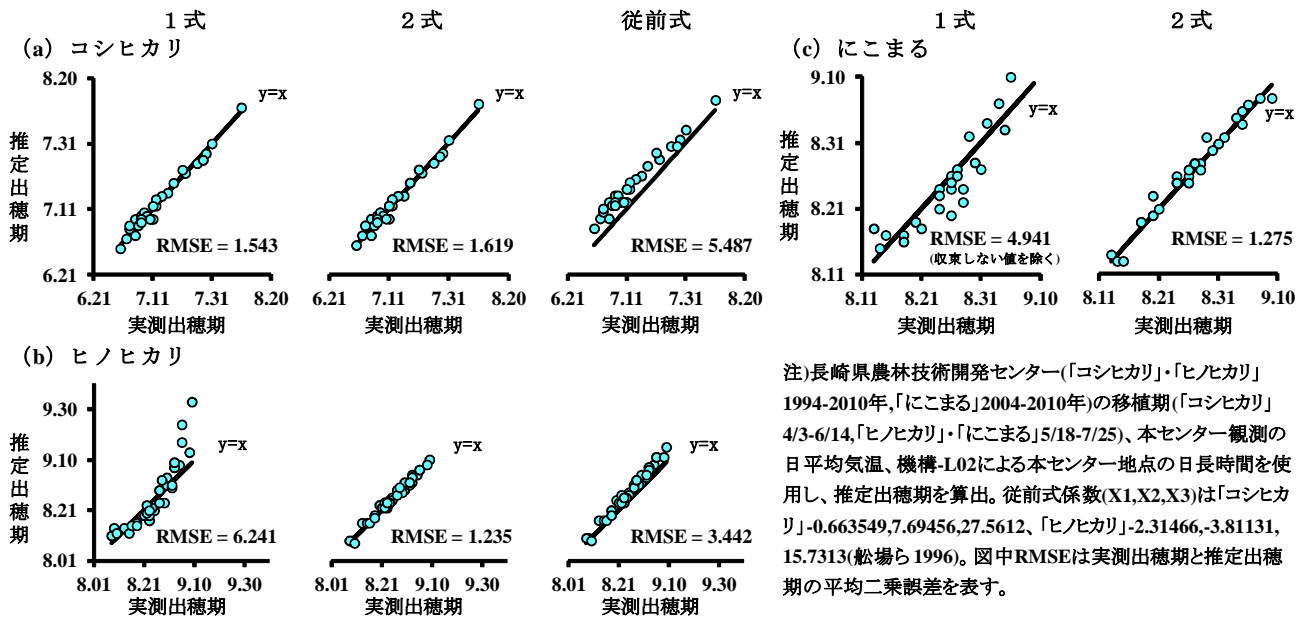 1式 2式 従前式 1式 2式
(a) コシヒカリ (c) にこまる
8.20
7.31
7.11
6.21
推定出穂期
y=x
RMSE = 1.543
6.21 7.11 7.31 8.20
実測出穂期
y=x
RMSE = 1.619
6.21 7.11 7.31 8.20
実測出穂期
y=x
RMSE = 5.487
6.21 7.11 7.31 8.20
実測出穂期
9.10
8.31
8.21
8.11
推定出穂期
y=x
RMSE = 4.941
(収束しない値を除く)
8.11 8.21 8.31 9.10
実測出穂期
y=x
RMSE = 1.275
8.11 8.21 8.31 9.10
実測出穂期
(b) ヒノヒカリ
9.30
9.10
8.21
8.01
推定出穂期
y=x
RMSE = 6.241
8.01 8.21 9.10 9.30
実測出穂期
y=x
RMSE = 1.235
8.01 8.21 9.10 9.30
実測出穂期
y=x
RMSE = 3.442
8.01 8.21 9.10 9.30
実測出穂期
注)長崎県農林技術開発センター(「コシヒカリ」・「ヒノヒカリ」
1994-2010年,「にこまる」2004-2010年)の移植期(「コシヒカリ」
4/3-6/14,「ヒノヒカリ」・「にこまる」5/18-7/25)、本センター観測の
日平均気温、機構-L02による本センター地点の日長時間を使
用し、推定出穂期を算出。従前式係数(X1,X2,X3)は「コシヒカ
リ」-0.663549,7.69456,27.5612、「ヒノヒカリ」-2.31466,-3.81131,
15.7313(舩場ら1996)。図中RMSEは実測出穂期と推定出穂
期の平均二乗誤差を表す。